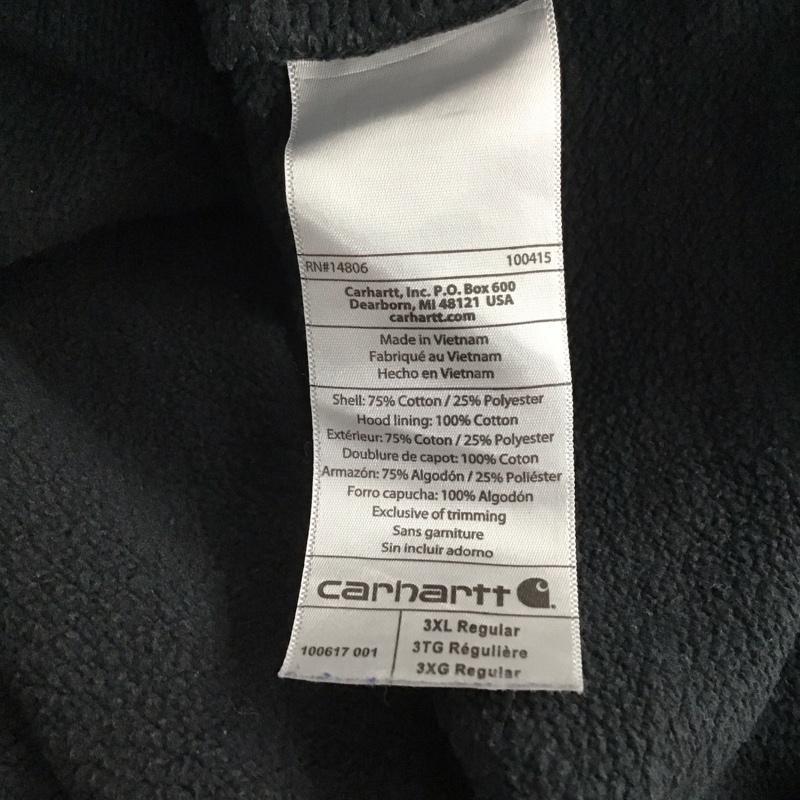 RN#14806 100415
Carhartt, Inc. P.O. Box 600
Dearborn, MI 48121 USA
carhartt.com
Made in Vietnam
Fabriqué au Vietnam
Hecho en Vietnam
Shell: 75% Cotton / 25% Polyester
Hood lining: 100% Cotton
Extérieur: 75% Coton / 25% Polyester
Doublure de capot: 100% Coton
Armazón: 75% Algodón / 25% Poliéster
Forro capucha: 100% Algodón
Exclusive of trimming
Sans garniture
Sin incluir adorno
carhartt
3XL Regular
100617 001 3TG Régulière
3XG Regular